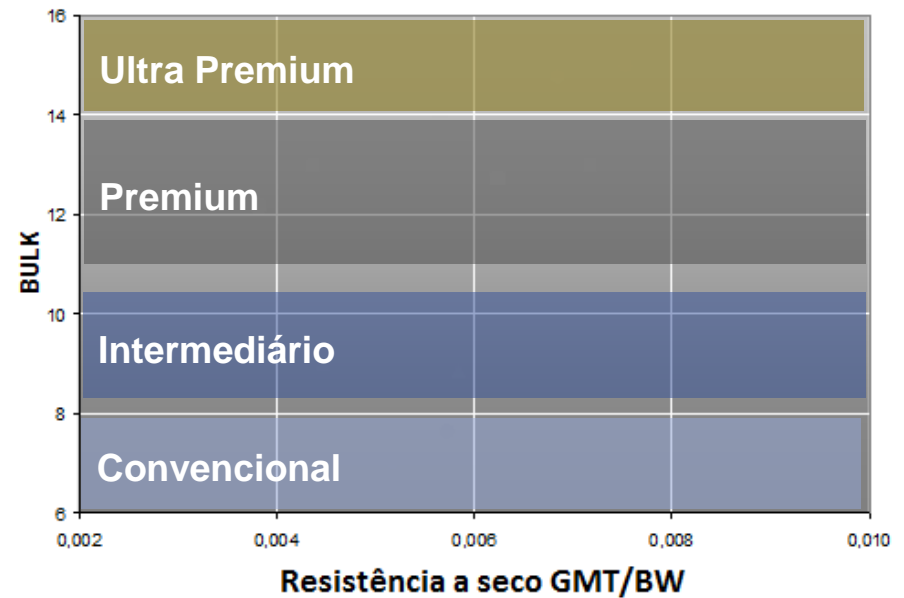 16
Ultra Premium
14
Premium
12
BULK
10
Intermediário
8
Convencional
6
0,002 0,004 0,006 0,008 0,010
Resistência a seco GMT/BW